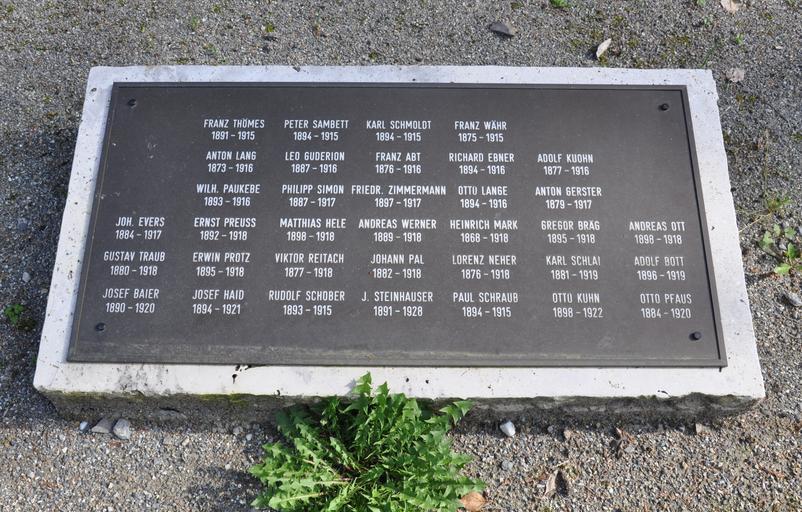 FRANZ THÖMES PETER SAMBETT KARL SCHMOLDT FRANZ WÄHR
1891 - 1915 1894 - 1915 1894 - 1915 1875 - 1915
ANTON LANG LEO GUDERION FRANZ ABT RICHARD EBNER ADOLF KUOHN
1873 - 1916 1887 - 1916 1876 - 1916 1894 - 1916 1877 - 1916
WILH. PAUKEBE PHILIPP SIMON FRIEDR. ZIMMERMANN OTTO LANGE ANTON GERSTER
1893 - 1916 1887 - 1917 1897 - 1917 1894 - 1916 1879 - 1917
JOH. EVERS ERNST PREUSS MATTHIAS HELE ANDREAS WERNER HEINRICH MARK GREGOR BRÄG ANDREAS OTT
1884 - 1917 1892 - 1918 1898 - 1918 1889 - 1918 1868 - 1918 1895 - 1918 1898 - 1918
GUSTAV TRAUB ERWIN PROTZ VIKTOR REITACH JOHANN PAL LORENZ NEHER KARL SCHLAI ADOLF BOTT
1880 - 1918 1895 - 1918 1877 - 1918 1882 - 1918 1876 - 1918 1881 - 1919 1896 - 1919
JOSEF BAIER JOSEF HAID RUDOLF SCHOBER J. STEINHAUSER PAUL SCHRAUB OTTO KUHN OTTO PFAUS
1890 - 1920 1894 - 1921 1893 - 1915 1891 - 1928 1894 - 1915 1898 - 1922 1884 - 1920